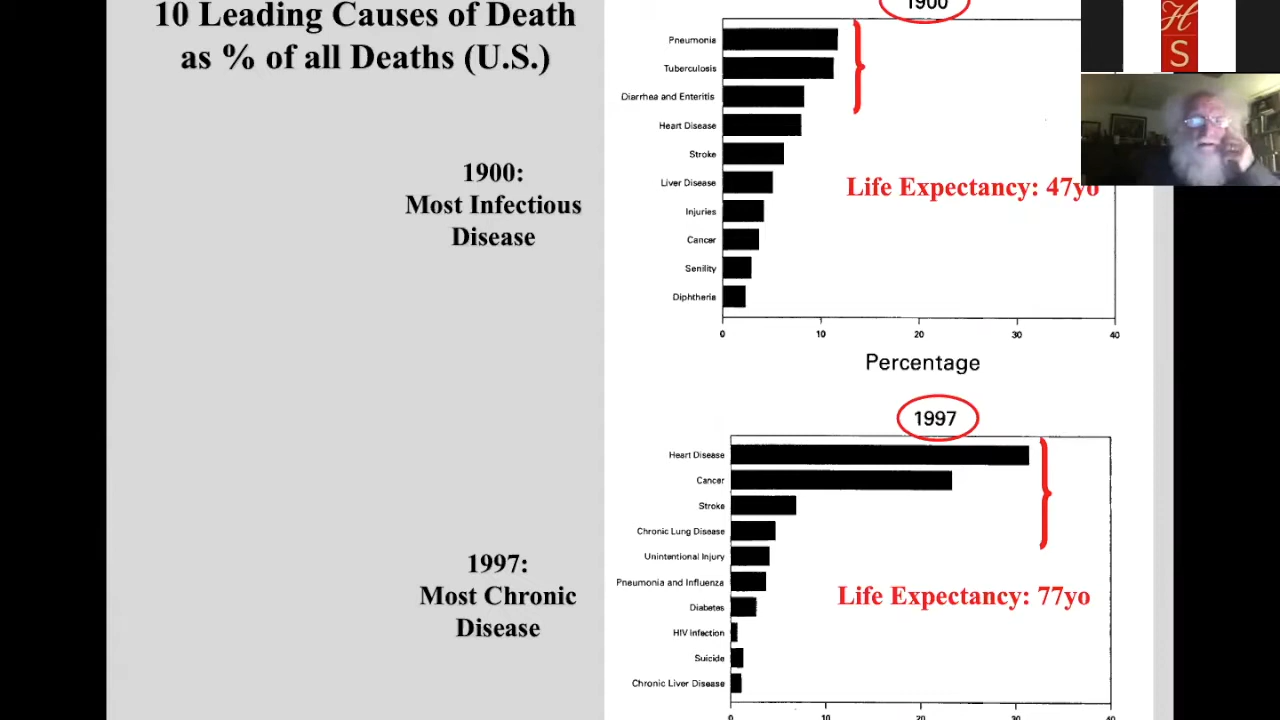 10 Leading Causes of Death
as % of all Deaths (U.S.)
1900
Pneumonia
Tuberculosis
Diarrhea and Enteritis
Heart Disease
Stroke
Liver Disease
Injuries
Cancer
Senility
Diphtheria
0 10 20 30 40
Percentage
1900:
Most Infectious
Disease
Life Expectancy: 47yo
H
S
1997
Heart Disease
Cancer
Stroke
Chronic Lung Disease
Unintentional Injury
Pneumonia and Influenza
Diabetes
HIV Infection
Suicide
Chronic Liver Disease
0 10 20 30 40
1997:
Most Chronic
Disease
Life Expectancy: 77yo